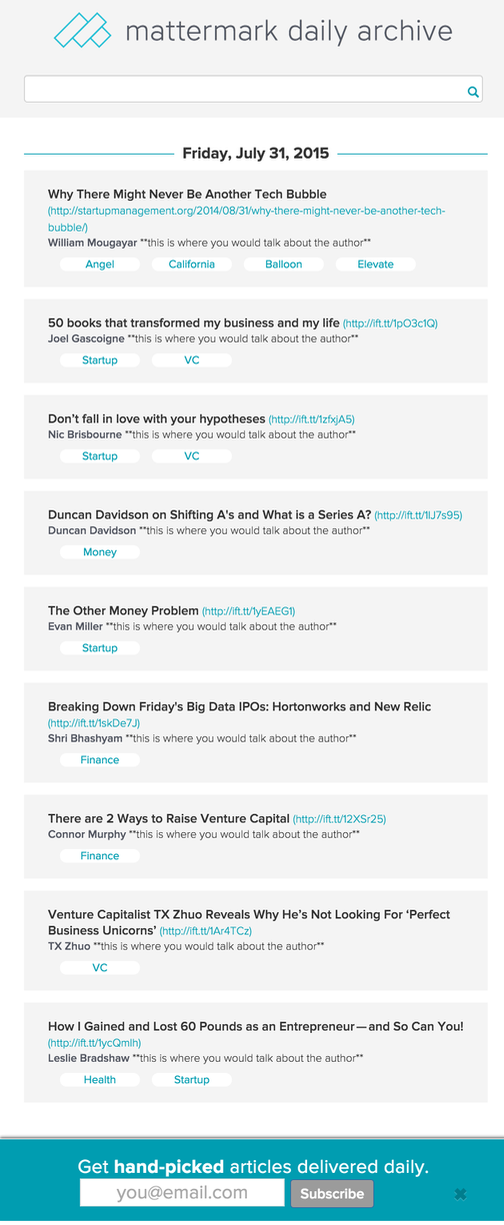 mattermark daily archive
Friday, July 31, 2015
Why There Might Never Be Another Tech Bubble
(http://startupmanagement.org/2014/08/31/why-there-might-never-be-another-tech-
bubble/)
William Mougayar **this is where you would talk about the author**
Angel California Balloon Elevate
50 books that transformed my business and my life (http://ift.tt/1pO3c1Q)
Joel Gascoigne **this is where you would talk about the author**
Startup VC
Don’t fall in love with your hypotheses (http://ift.tt/1zfxjA5)
Nic Brisbourne **this is where you would talk about the author**
Startup VC
Duncan Davidson on Shifting A's and What is a Series A? (http://ift.tt/1lJ7s95)
Duncan Davidson **this is where you would talk about the author**
Money
The Other Money Problem (http://ift.tt/1yEAEG1)
Evan Miller **this is where you would talk about the author**
Startup
Breaking Down Friday's Big Data IPOs: Hortonworks and New Relic
(http://ift.tt/1skDe7J)
Shri Bhashyam **this is where you would talk about the author**
Finance
There are 2 Ways to Raise Venture Capital (http://ift.tt/12XSr25)
Connor Murphy **this is where you would talk about the author**
Finance
Venture Capitalist TX Zhuo Reveals Why He’s Not Looking For ‘Perfect
Business Unicorns’ (http://ift.tt/1Ar4TCz)
TX Zhuo **this is where you would talk about the author**
VC
How I Gained and Lost 60 Pounds as an Entrepreneur — and So Can You!
(http://ift.tt/1ycQmlh)
Leslie Bradshaw **this is where you would talk about the author**
Health Startup
Get hand-picked articles delivered daily.
you@email.com Subscribe